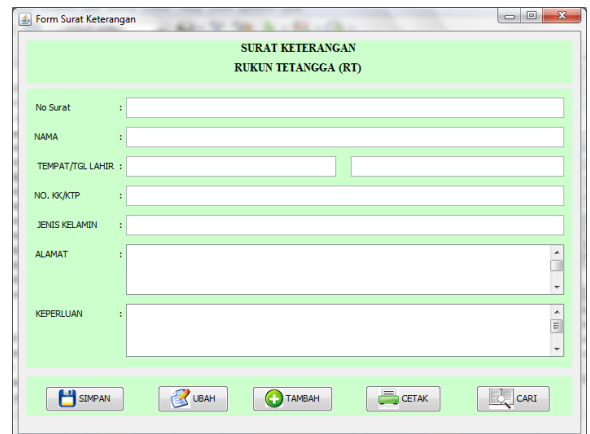 Form Surat Keterangan
SURAT KETERANGAN
RUKUN TETANGGA (RT)
No Surat :
NAMA :
TEMPAT/TGL LAHIR :
NO. KK/KTP :
JENIS KELAMIN :
ALAMAT :
KEPERLUAN :
SIMPAN UBAH TAMBAH CETAK CARI